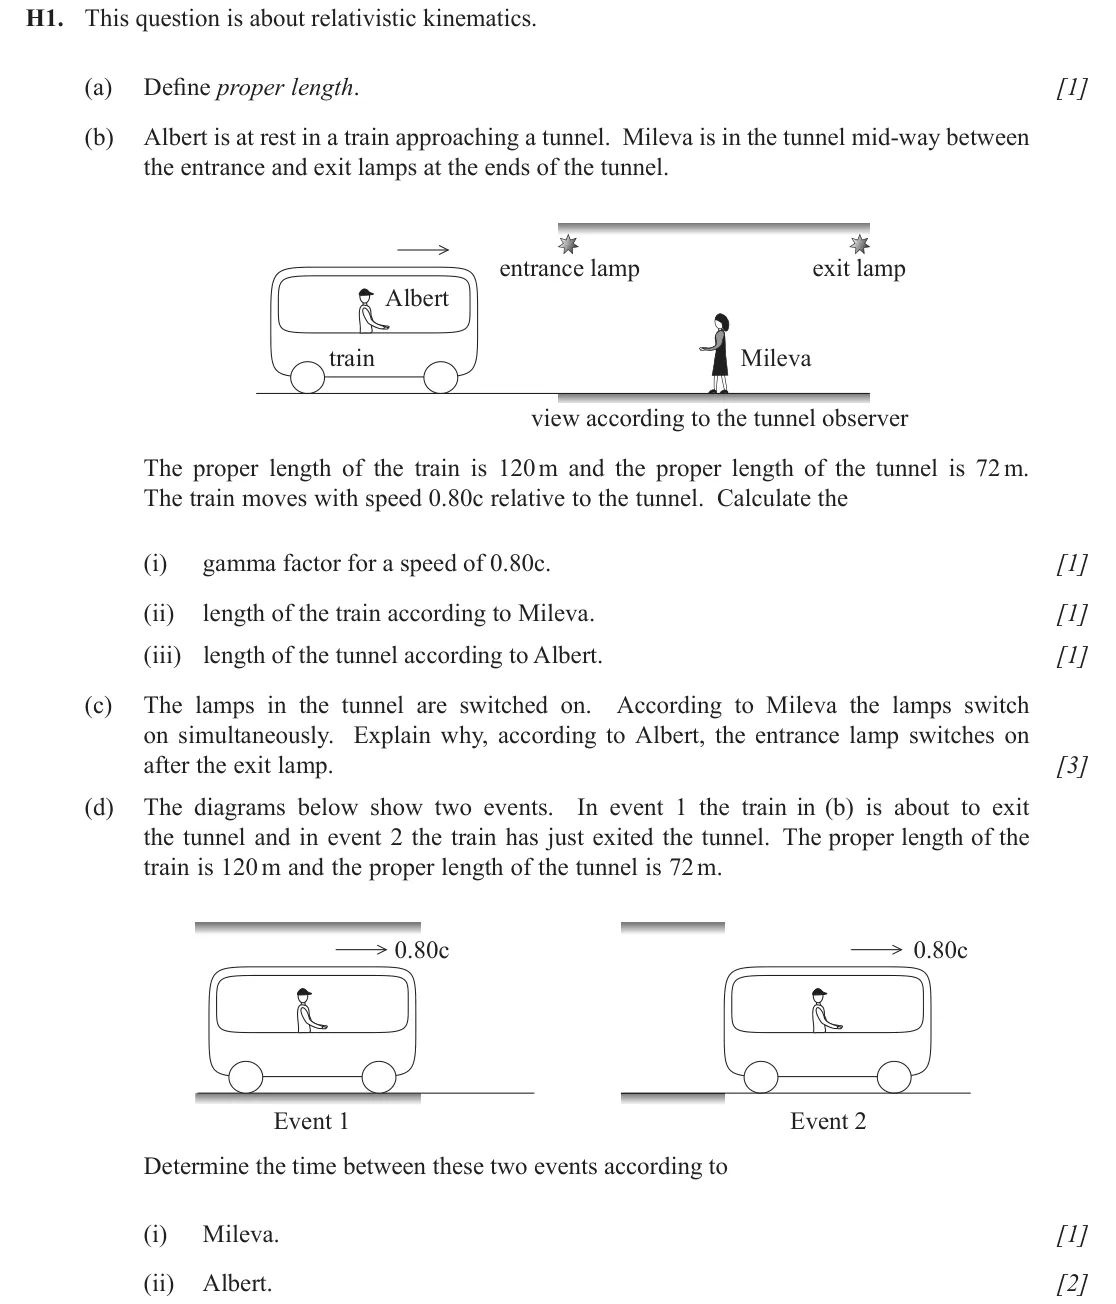 H1. This question is about relativistic kinematics.
(a) Define proper length. [1]
(b) Albert is at rest in a train approaching a tunnel. Mileva is in the tunnel mid-way between
the entrance and exit lamps at the ends of the tunnel.
entrance lamp exit lamp
Albert
train Mileva
view according to the tunnel observer
The proper length of the train is 120 m and the proper length of the tunnel is 72 m.
The train moves with speed 0.80c relative to the tunnel. Calculate the
(i) gamma factor for a speed of 0.80c. [1]
(ii) length of the train according to Mileva. [1]
(iii) length of the tunnel according to Albert. [1]
(c) The lamps in the tunnel are switched on. According to Mileva the lamps switch
on simultaneously. Explain why, according to Albert, the entrance lamp switches on
after the exit lamp. [3]
(d) The diagrams below show two events. In event 1 the train in (b) is about to exit
the tunnel and in event 2 the train has just exited the tunnel. The proper length of the
train is 120 m and the proper length of the tunnel is 72 m.
0.80c 0.80c
Event 1 Event 2
Determine the time between these two events according to
(i) Mileva. [1]
(ii) Albert. [2]